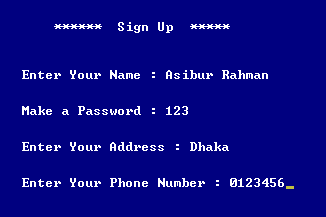 ****** Sign Up *****
Enter Your Name : Asibur Rahman
Make a Password : 123
Enter Your Address : Dhaka
Enter Your Phone Number : 0123456_